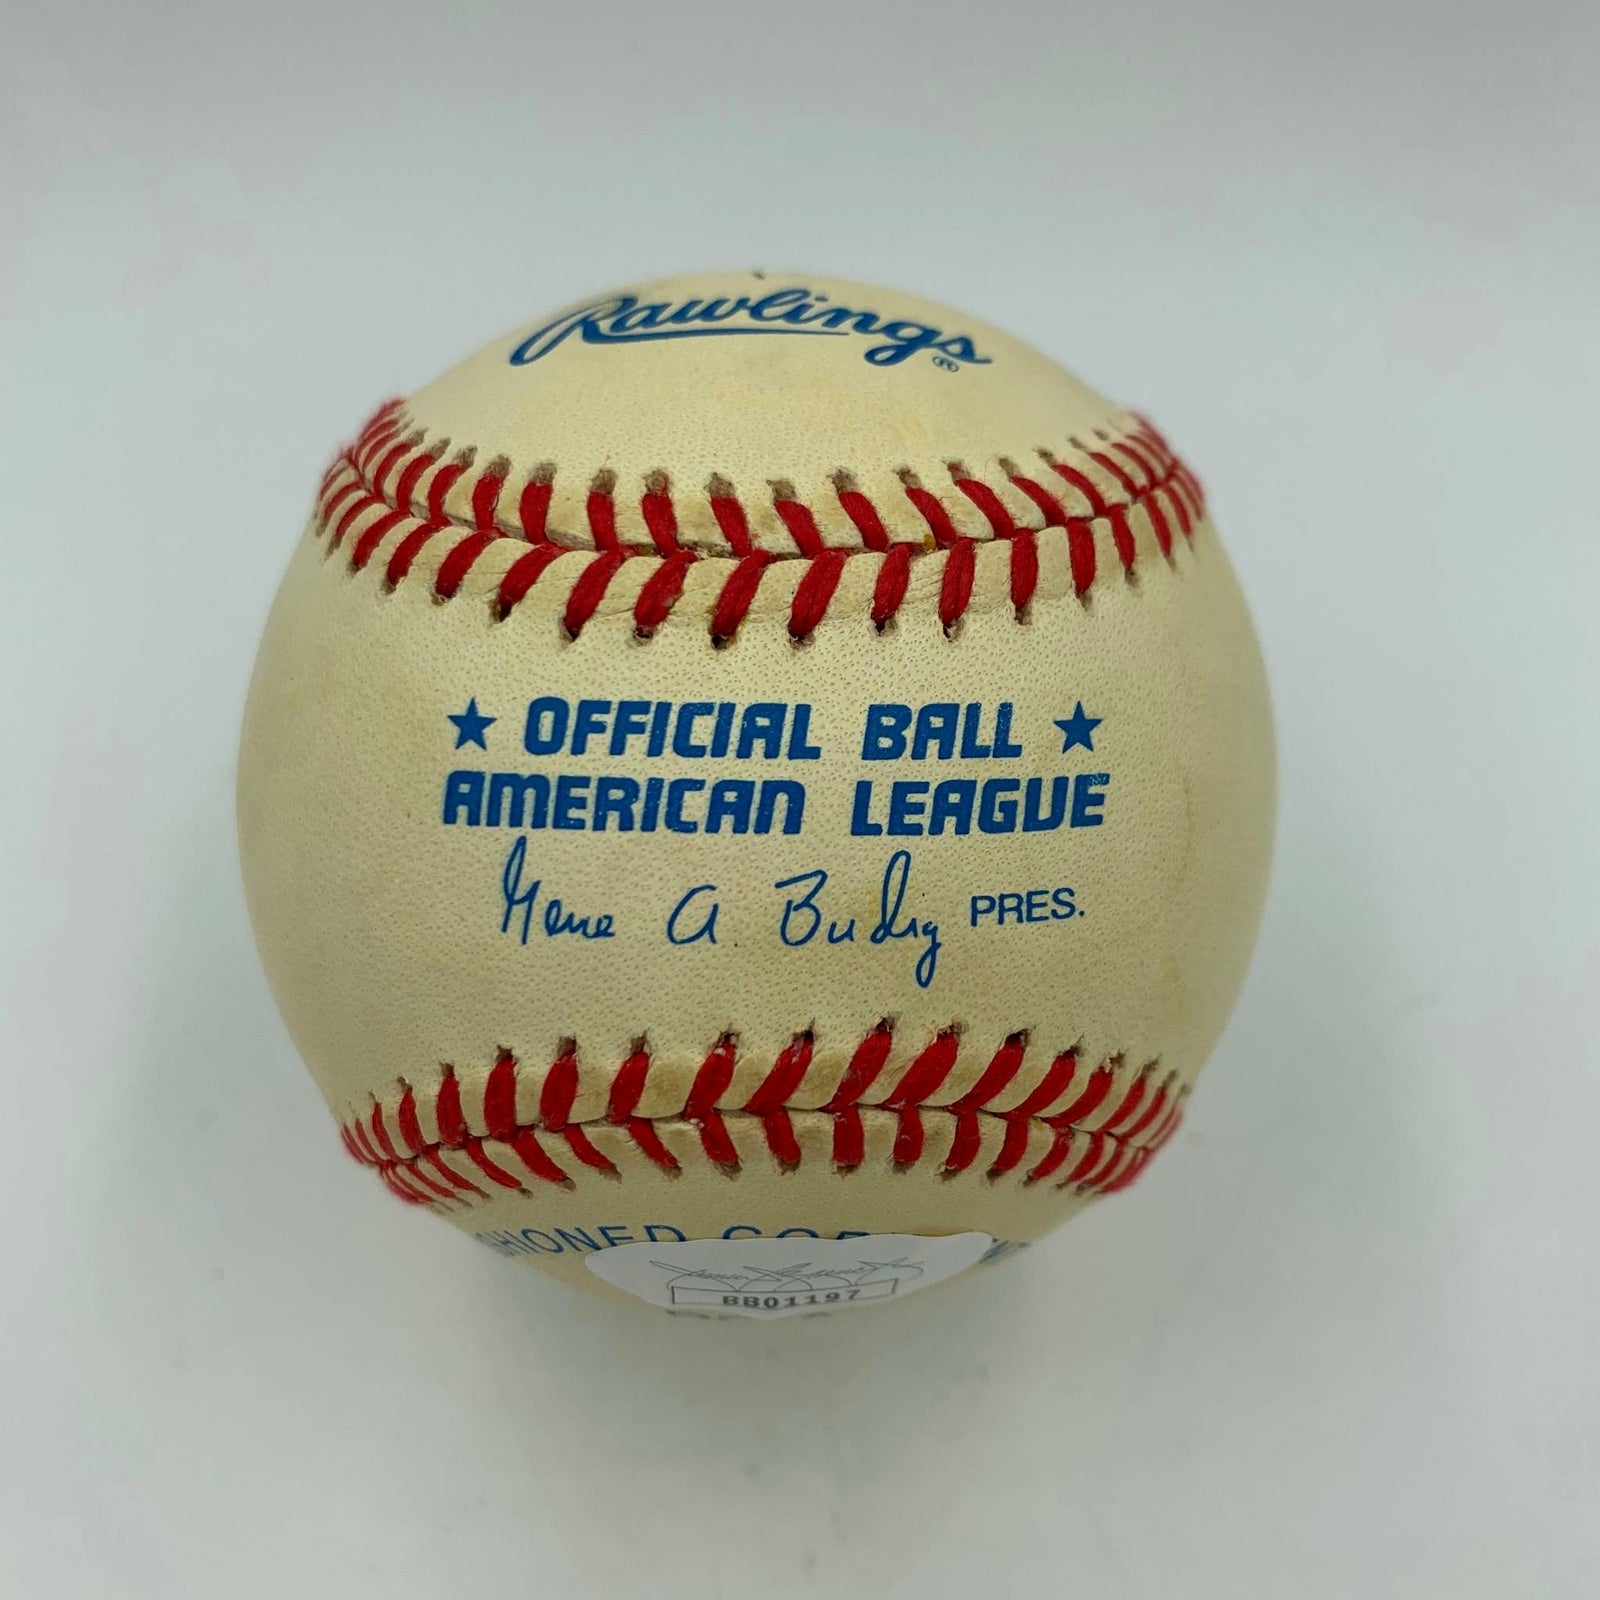 Rawlings®
★ OFFICIAL BALL ★
AMERICAN LEAGUE
Gene A. Budig PRES.
BB01197